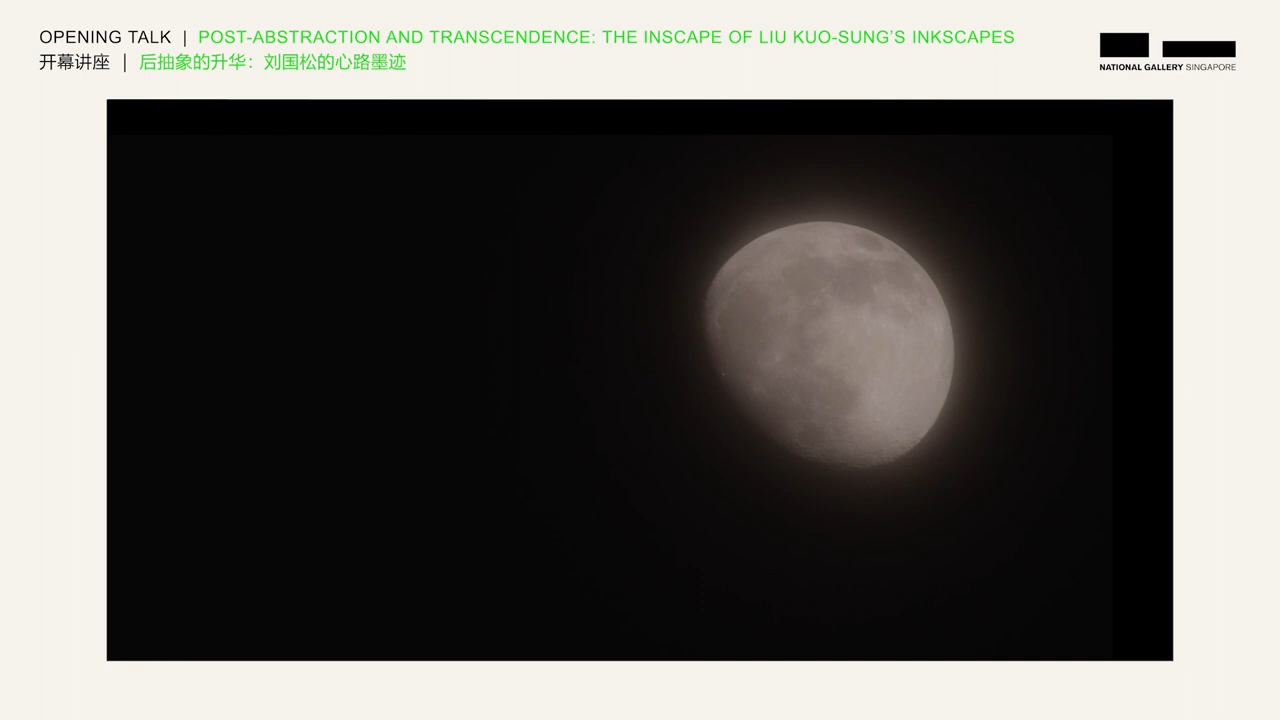 OPENING TALK | POST-ABSTRACTION AND TRANSCENDENCE: THE INSCAPE OF LIU KUO-SUNG'S INKSCAPES
开幕讲座 | 后抽象的升华：刘国松的心路墨迹
NATIONAL GALLERY SINGAPORE